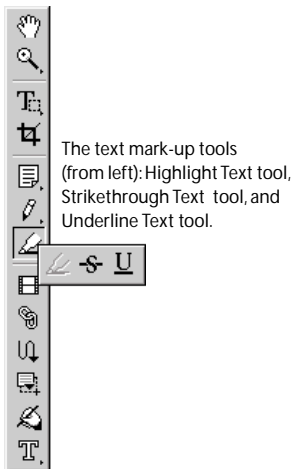 The text mark-up tools
(from left): Highlight Text tool,
Strikethrough Text tool, and
Underline Text tool.